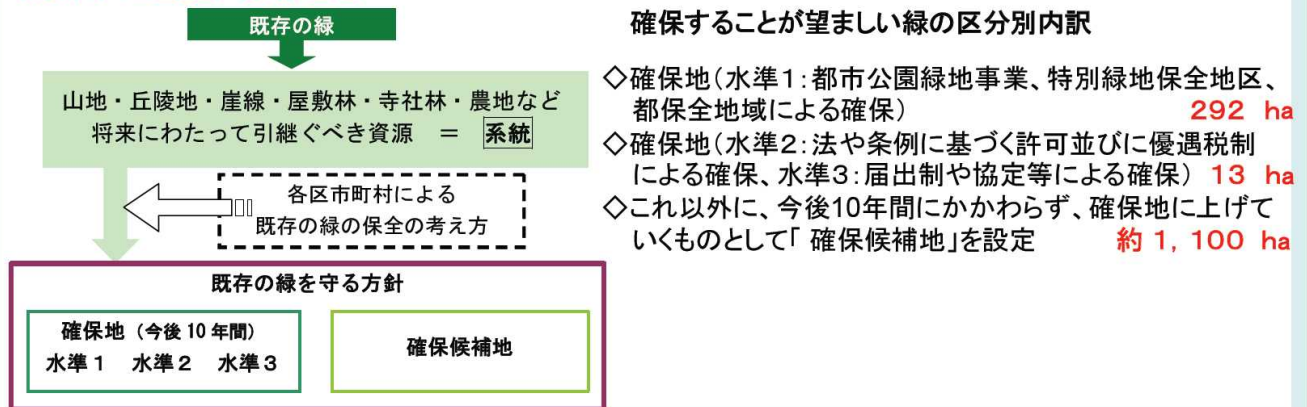 既存の緑
山地・丘陵地・崖線・屋敷林・寺社林・農地など
将来にわたって引継ぐべき資源 = 系統
各区市町村による
既存の緑の保全の考え方
既存の緑を守る方針
確保地(今後10年間)
水準1 水準2 水準3
確保候補地
確保することが望ましい緑の区分別内訳
◇確保地(水準1:都市公園緑地事業、特別緑地保全地区、
都保全地域による確保) 292 ha
◇確保地(水準2:法や条例に基づく許可並びに優遇税制
による確保、水準3:届出制や協定等による確保) 13 ha
◇これ以外に、今後10年間にかかわらず、確保地に上げて
いくものとして「 確保候補地」を設定 約 1, 100 ha